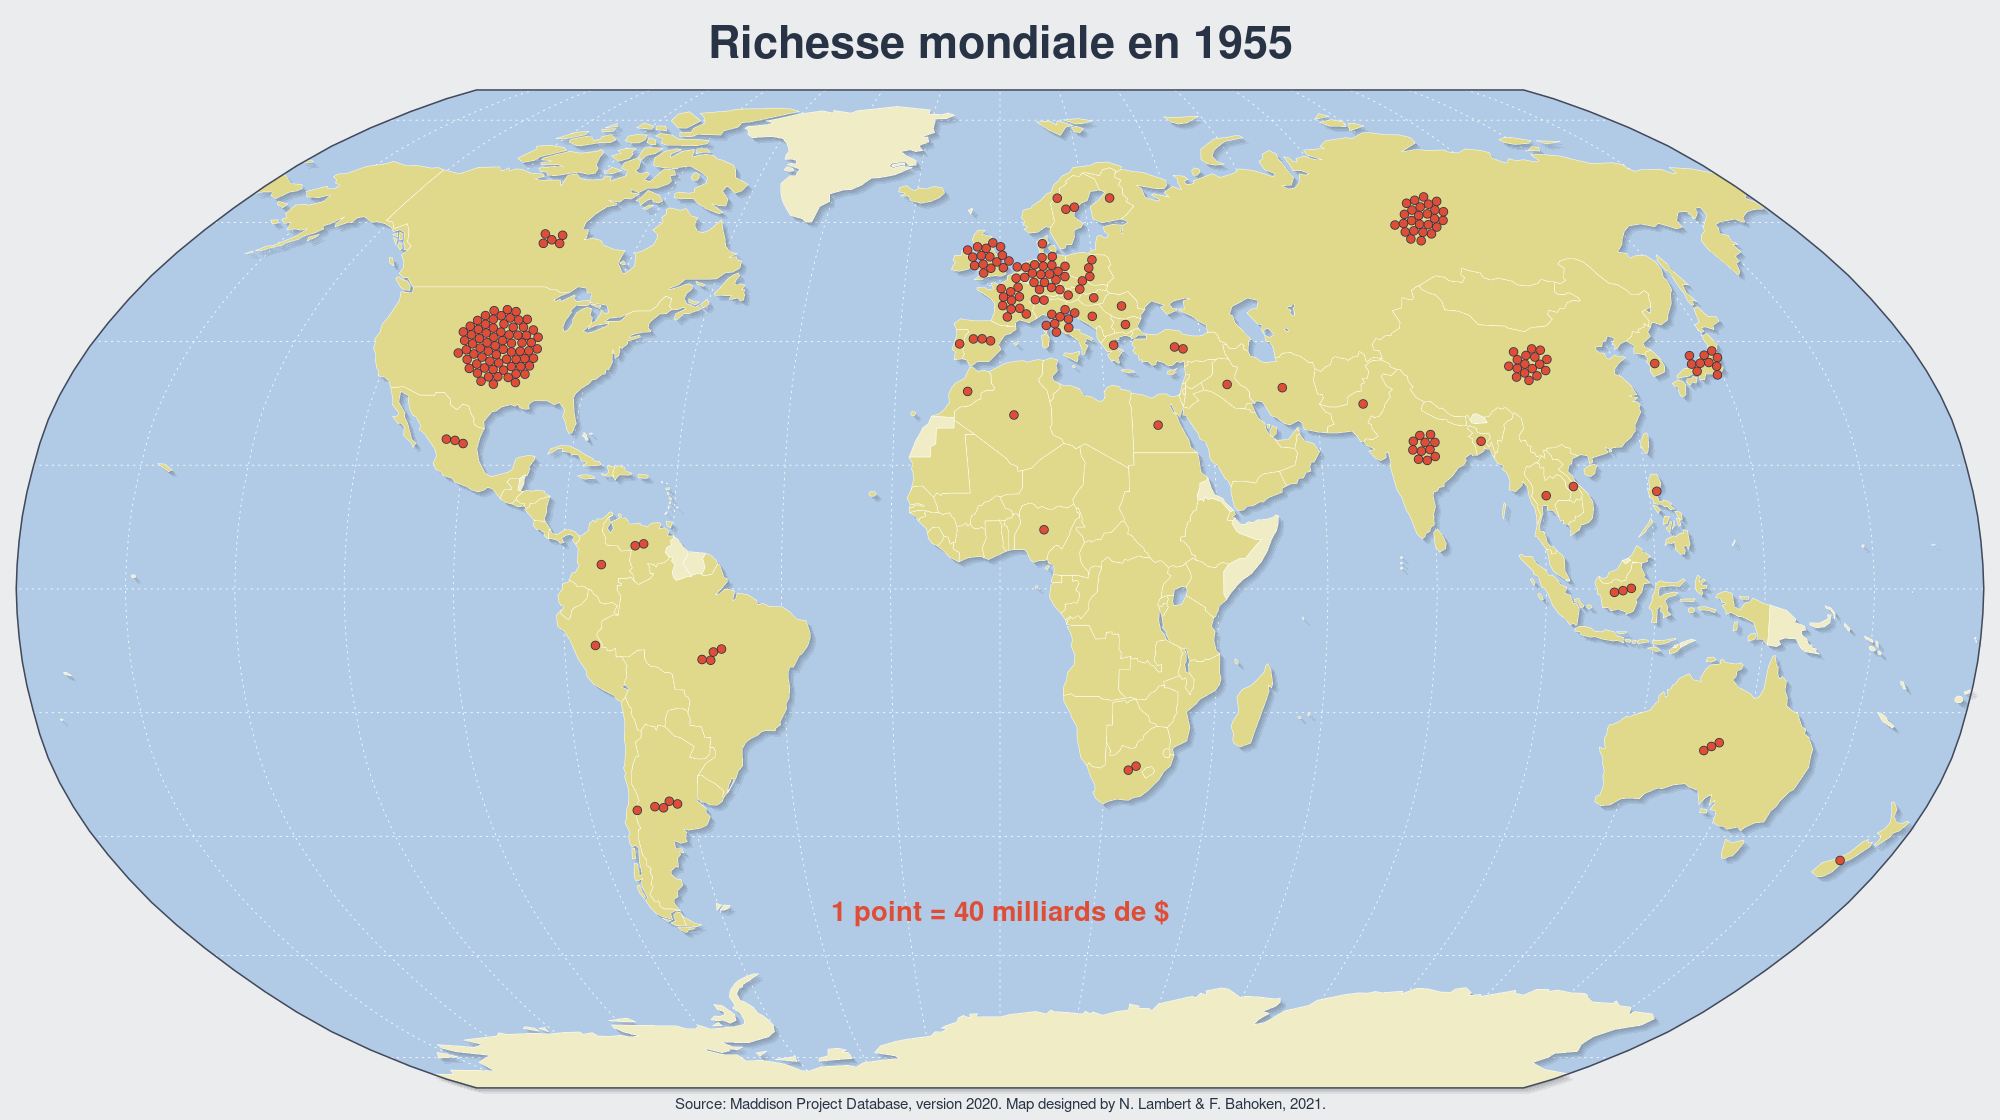 Richesse mondiale en 1955
1 point = 40 milliards de $
Source: Maddison Project Database, version 2020. Map designed by N. Lambert & F. Bahoken, 2021.